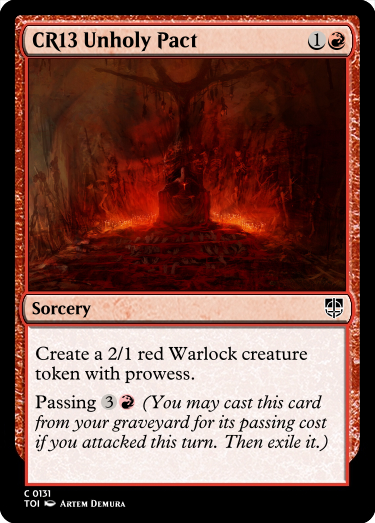 CR13 Unholy Pact 1
Sorcery
Create a 2/1 red Warlock creature
token with prowess.
Passing 3 (You may cast this card
from your graveyard for its passing cost
if you attacked this turn. Then exile it.)
C 0131
TOI Artem Demura